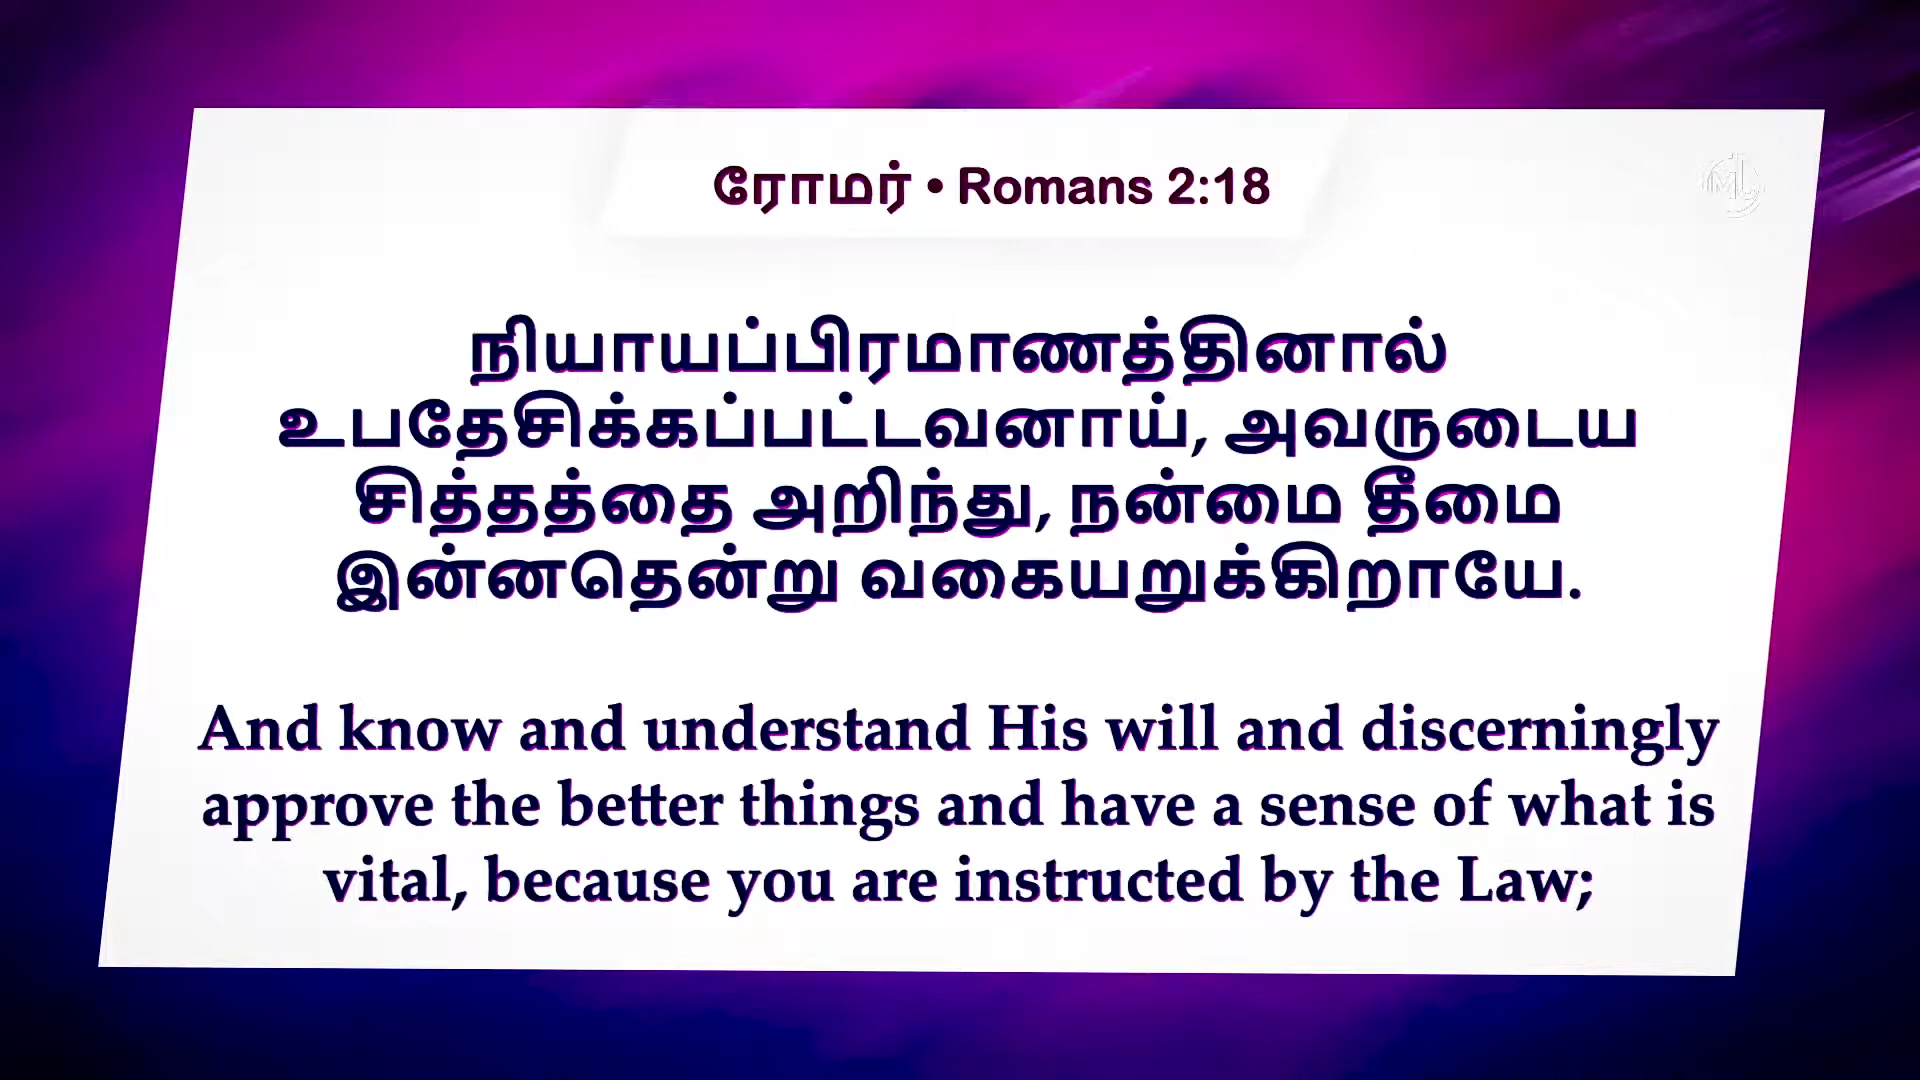 ரோமர் • Romans 2:18
நியாயப்பிரமாணத்தினால்
உபதேசிக்கப்பட்டவனாய், அவருடைய
சித்தத்தை அறிந்து, நன்மை தீமை
இன்னதென்று வகையறுக்கிறாயே.
And know and understand His will and discerningly
approve the better things and have a sense of what is
vital, because you are instructed by the Law;